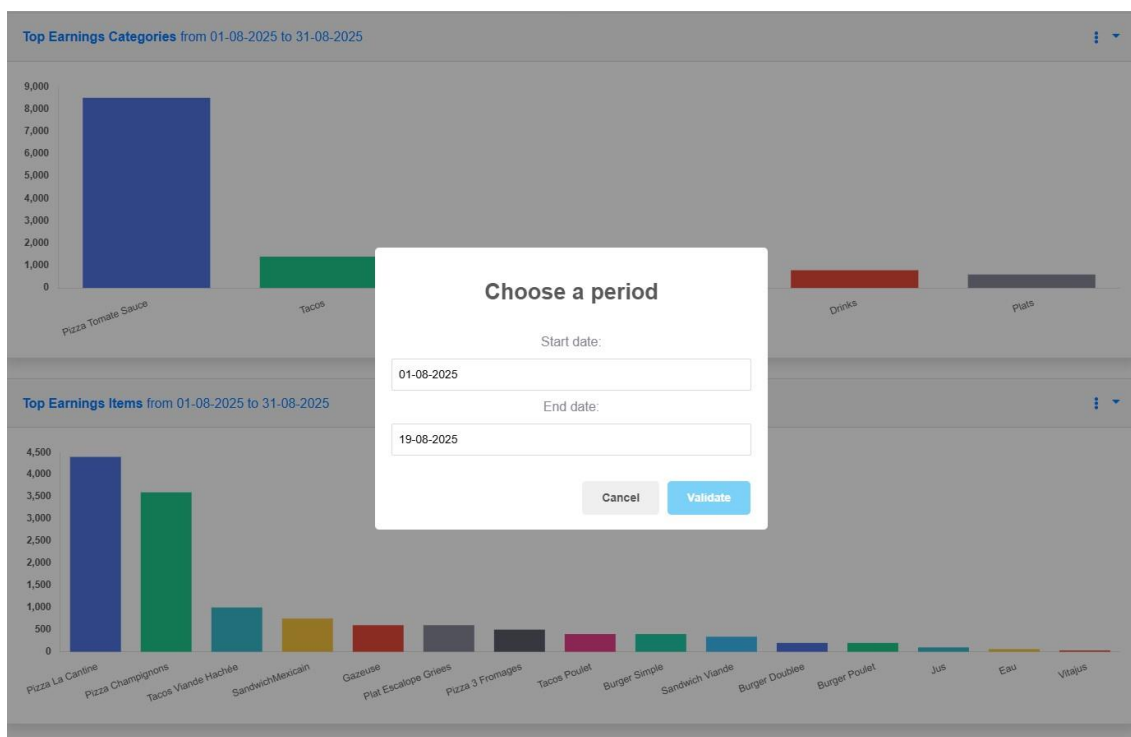 Top Earnings Categories from 01-08-2025 to 31-08-2025
9,000
8,000
7,000
6,000
5,000
4,000
3,000
2,000
1,000
0
Pizza Tomate Sauce
Tacos
Drinks
Plats
Choose a period
Start date:
01-08-2025
End date:
19-08-2025
Cancel
Validate
Top Earnings Items from 01-08-2025 to 31-08-2025
4,500
4,000
3,500
3,000
2,500
2,000
1,500
1,000
500
0
Pizza La Cantine
Pizza Champignons
Tacos Viande Hachée
SandwichMexicain
Gazeuse
Plat Escalope Griees
Pizza 3 Fromages
Tacos Poulet
Burger Simple
Sandwich Viande
Burger Doublee
Burger Poulet
Jus
Eau
Vitajus